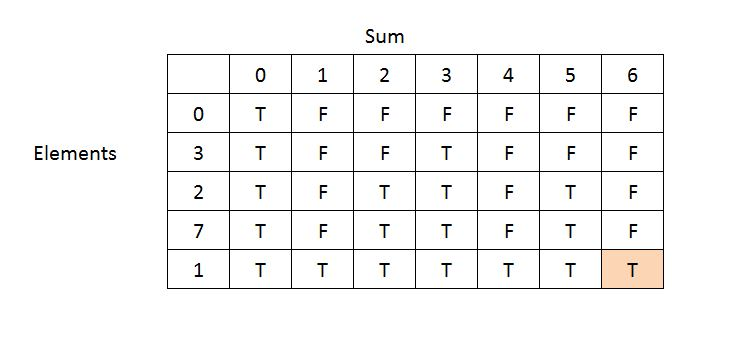 Sum
0 1 2 3 4 5 6
0 T F F F F F F
Elements 3 T F F T F F F
2 T F T T F T F
7 T F T T F T F
1 T T T T T T T